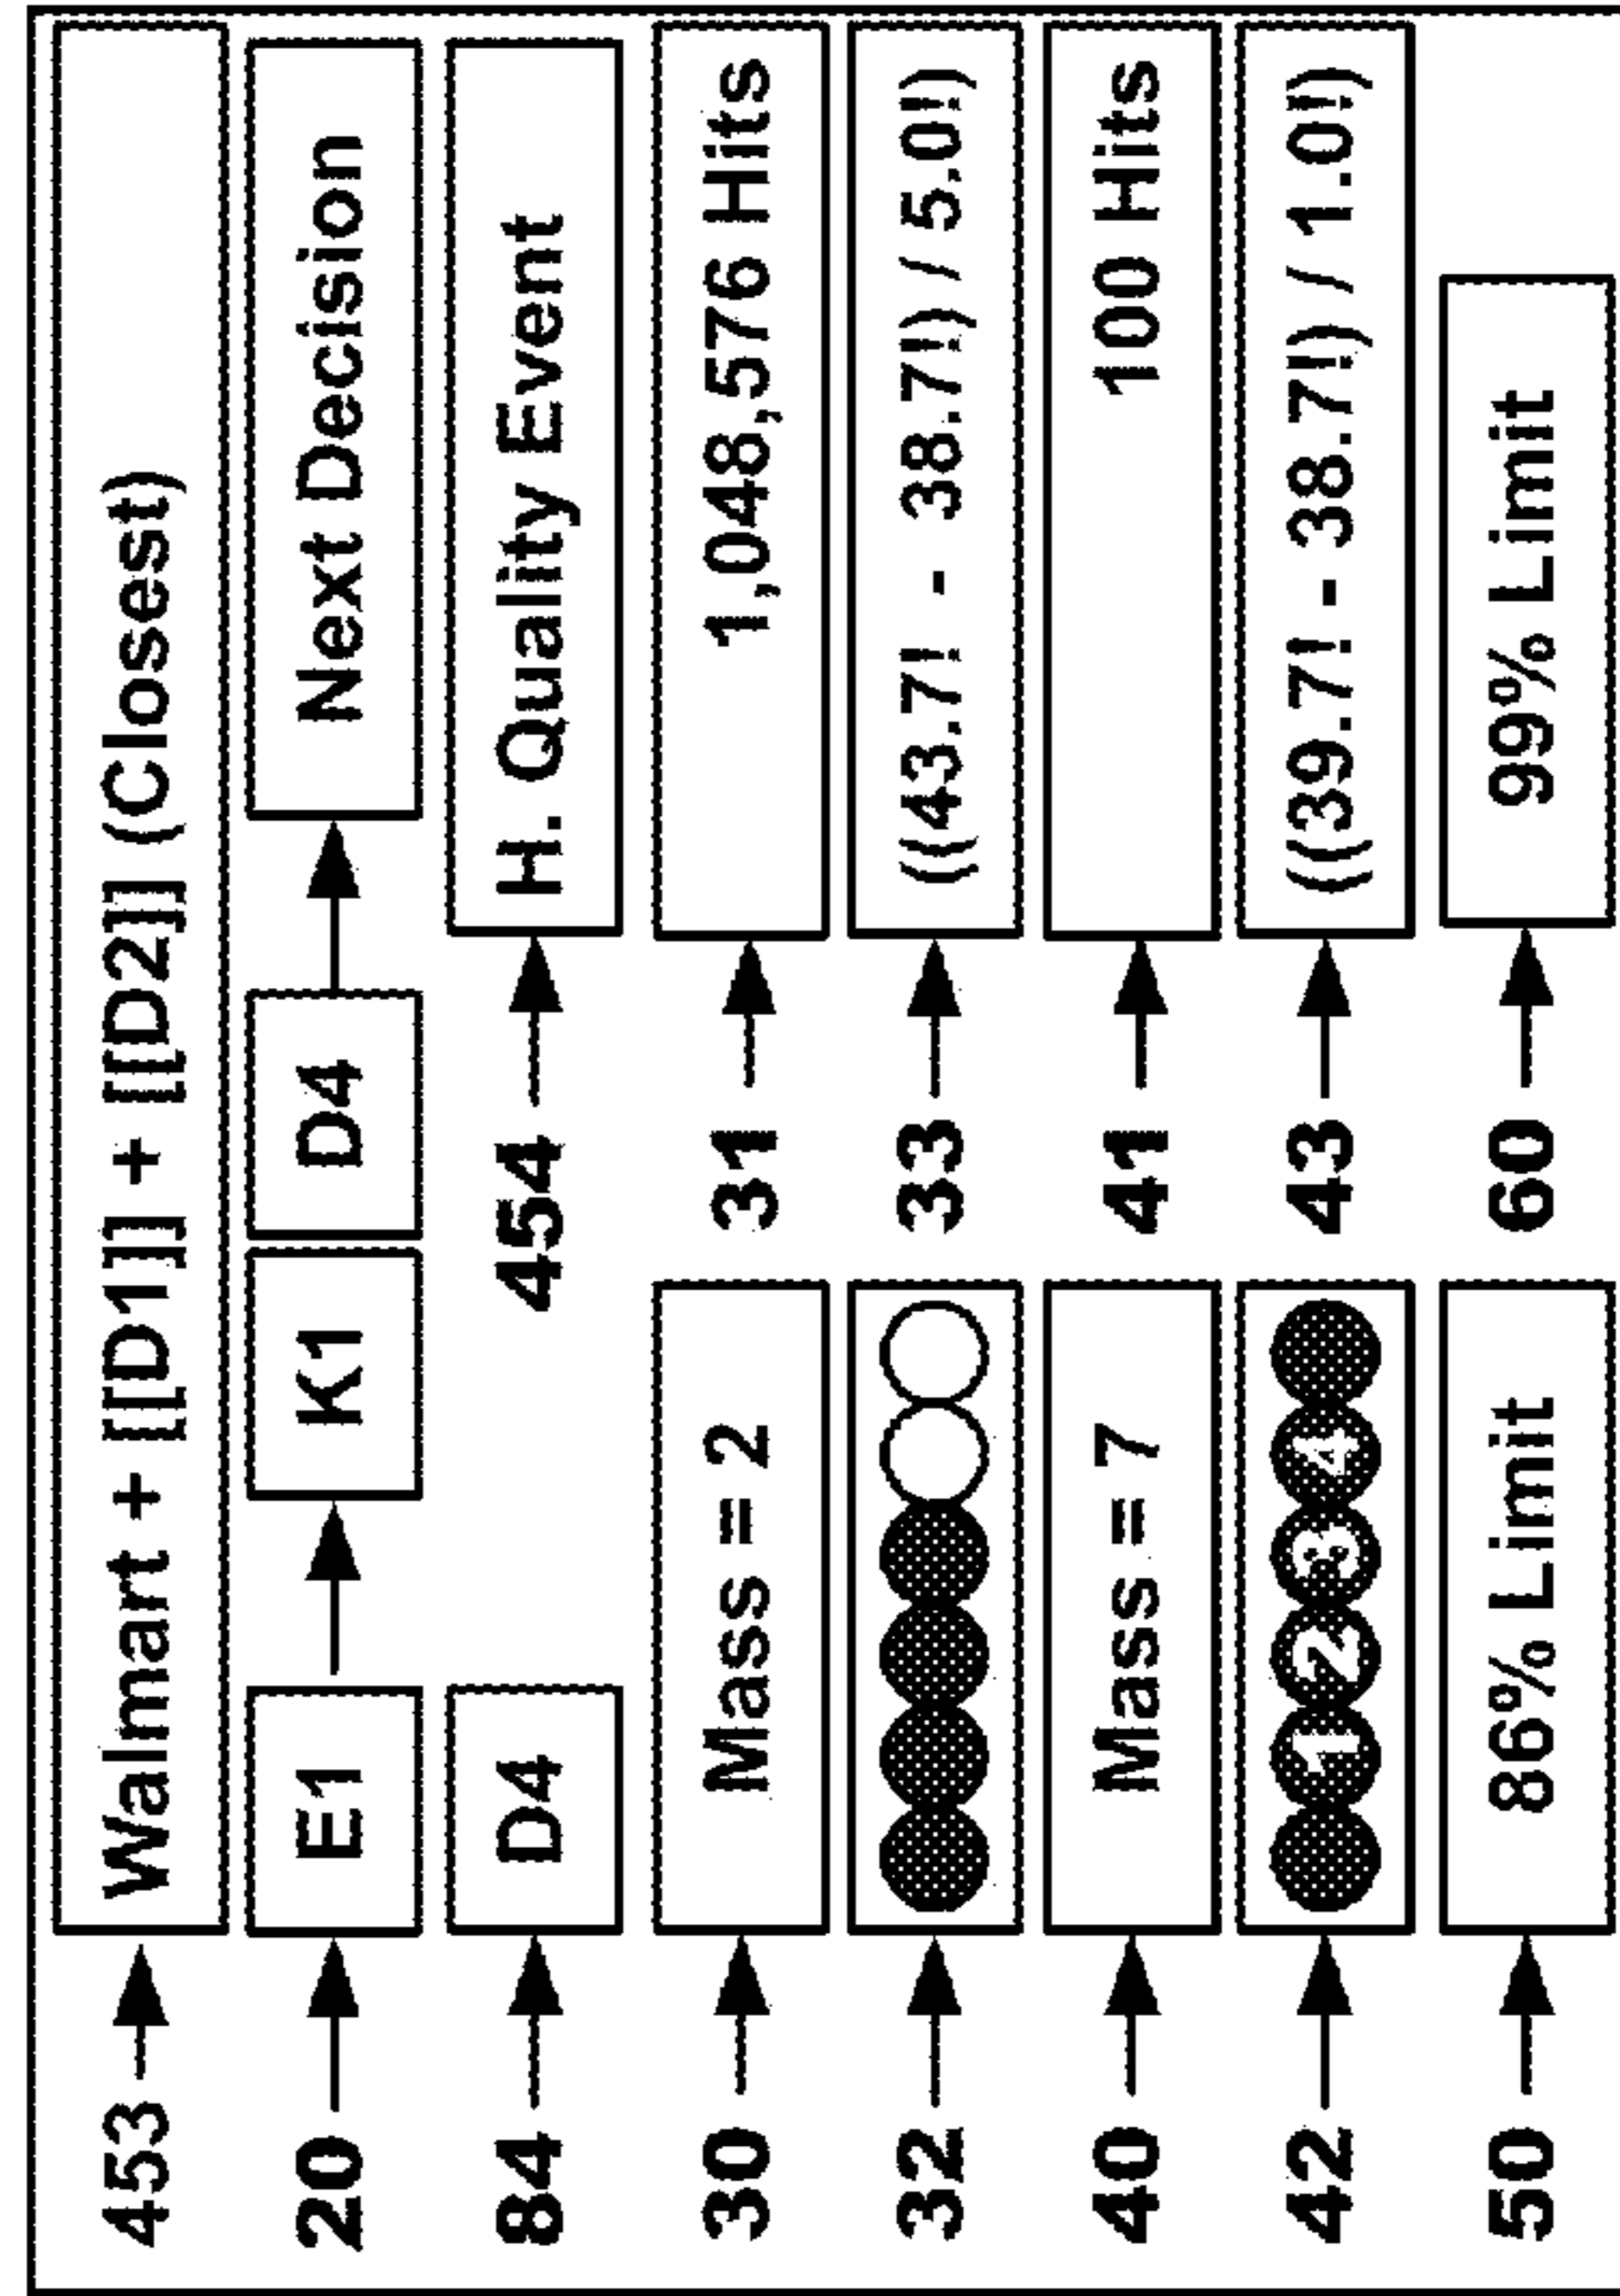 453 Walmart + [[D1]] + [[D2]] (Closest)
20 E1 K1 D4 Next Decision
84 D4 454 H. Quality Event
30 Mass = 2 31 1,048,576 Hits
32 33 ((43.7! - 38.7!) / 5.0!)
40 Mass = 7 41 100 Hits
42 1 2 3 4 43 ((39.7! - 38.7!) / 1.0!)
50 86% Limit 60 99% Limit